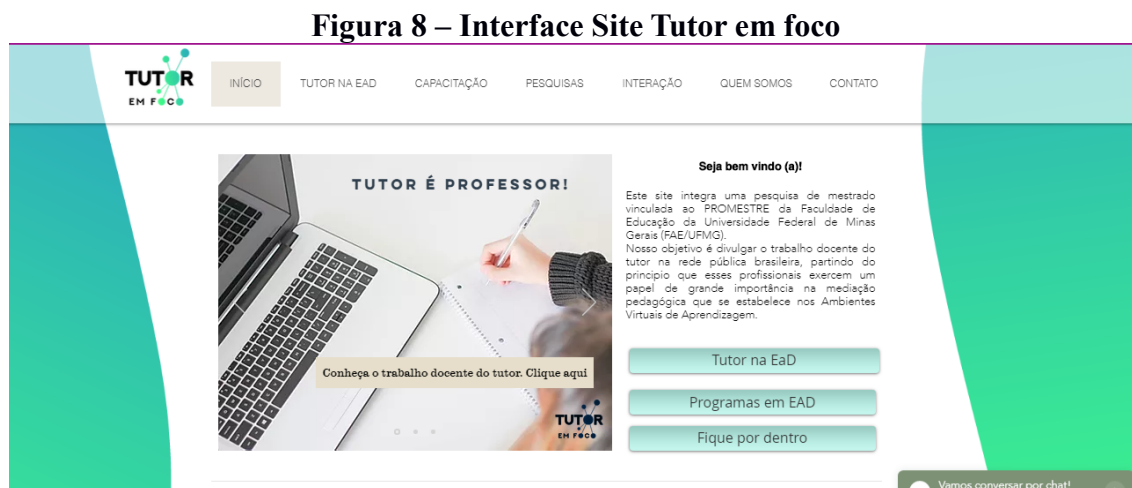 Figura 8 – Interface Site Tutor em foco
TUTOR
EM FOCO
INÍCIO
TUTOR NA EAD
CAPACITAÇÃO
PESQUISAS
INTERAÇÃO
QUEM SOMOS
CONTATO
TUTOR É PROFESSOR!
Conheça o trabalho docente do tutor. Clique aqui
TUTOR
EM FOCO
Seja bem vindo (a)!
Este site integra uma pesquisa de mestrado
vinculada ao PROMESTRE da Faculdade de
Educação da Universidade Federal de Minas
Gerais (FAE/UFMG).
Nosso objetivo é divulgar o trabalho docente do
tutor na rede pública brasileira, partindo do
principio que esses profissionais exercem um
papel de grande importância na mediação
pedagógica que se estabelece nos Ambientes
Virtuais de Aprendizagem.
Tutor na EaD
Programas em EAD
Fique por dentro
Vamos conversar por chat!